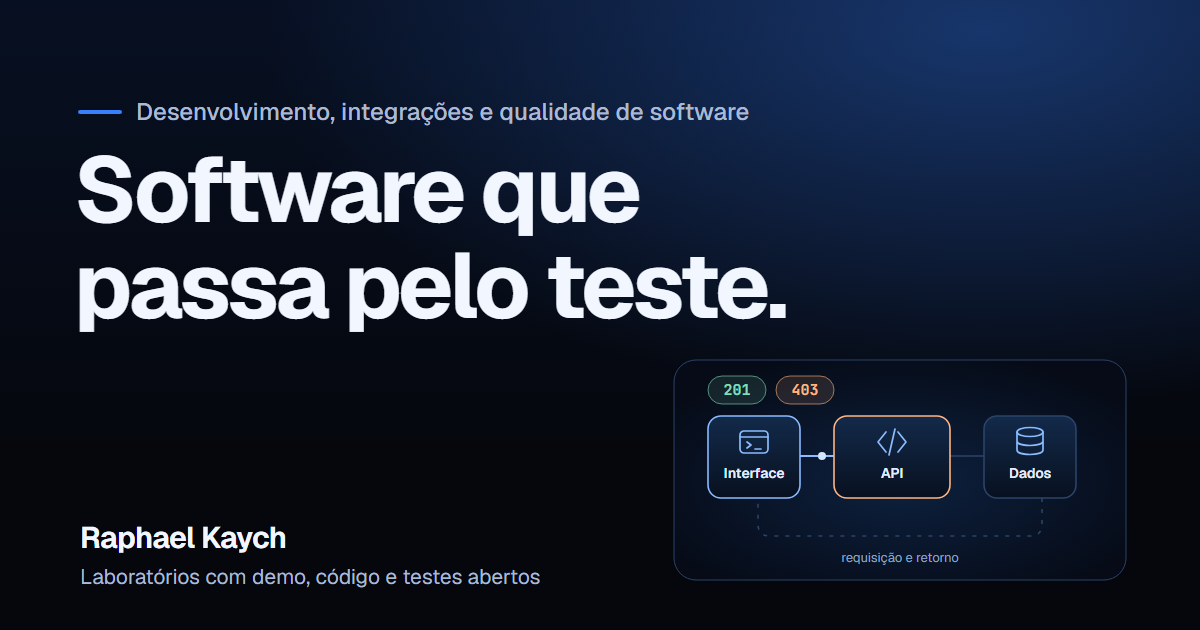 Desenvolvimento, integrações e qualidade de software
Software que
passa pelo teste.
201
403
Interface
API
Dados
requisição e retorno
Raphael Kaych
Laboratórios com demo, código e testes abertos